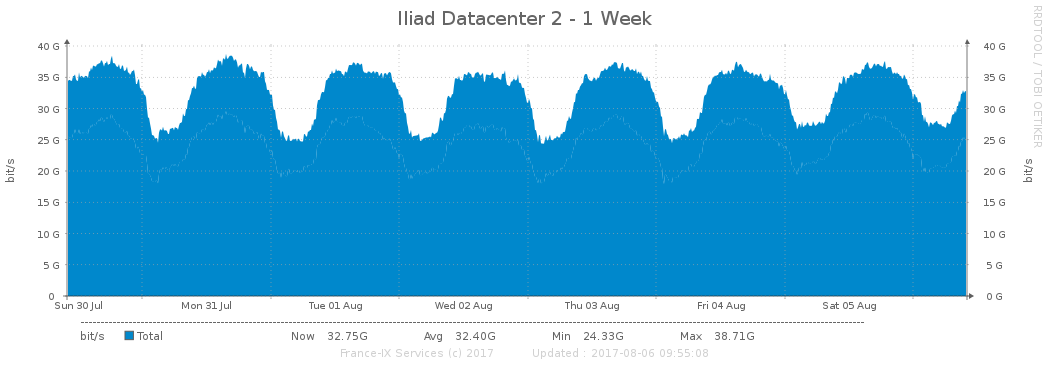 Iliad Datacenter 2 - 1 Week
RRDTOOL / TOBI OETIKER
40 G 40 G
35 G 35 G
30 G 30 G
25 G 25 G
20 G 20 G
15 G 15 G
10 G 10 G
5 G 5 G
0 0 G
bit/s bit/s
Sun 30 Jul Mon 31 Jul Tue 01 Aug Wed 02 Aug Thu 03 Aug Fri 04 Aug Sat 05 Aug
bit/s Total Now 32.75G Avg 32.40G Min 24.33G Max 38.71G
France-IX Services (c) 2017 Updated : 2017-08-06 09:55:08